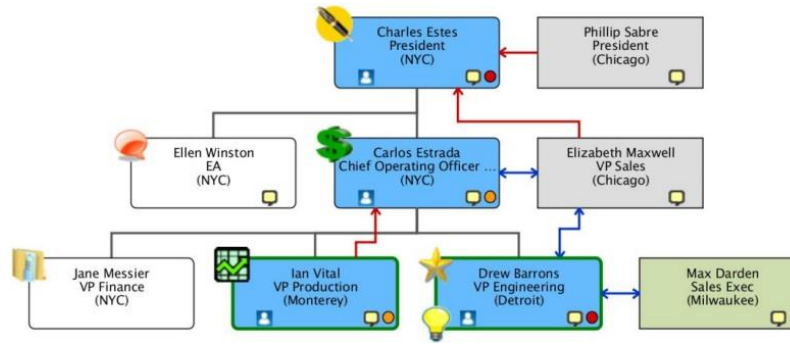 Charles Estes
President
(NYC)
Phillip Sabre
President
(Chicago)
Ellen Winston
EA
(NYC)
Carlos Estrada
Chief Operating Officer ...
(NYC)
Elizabeth Maxwell
VP Sales
(Chicago)
Jane Messier
VP Finance
(NYC)
Ian Vital
VP Production
(Monterey)
Drew Barrons
VP Engineering
(Detroit)
Max Darden
Sales Exec
(Milwaukee)